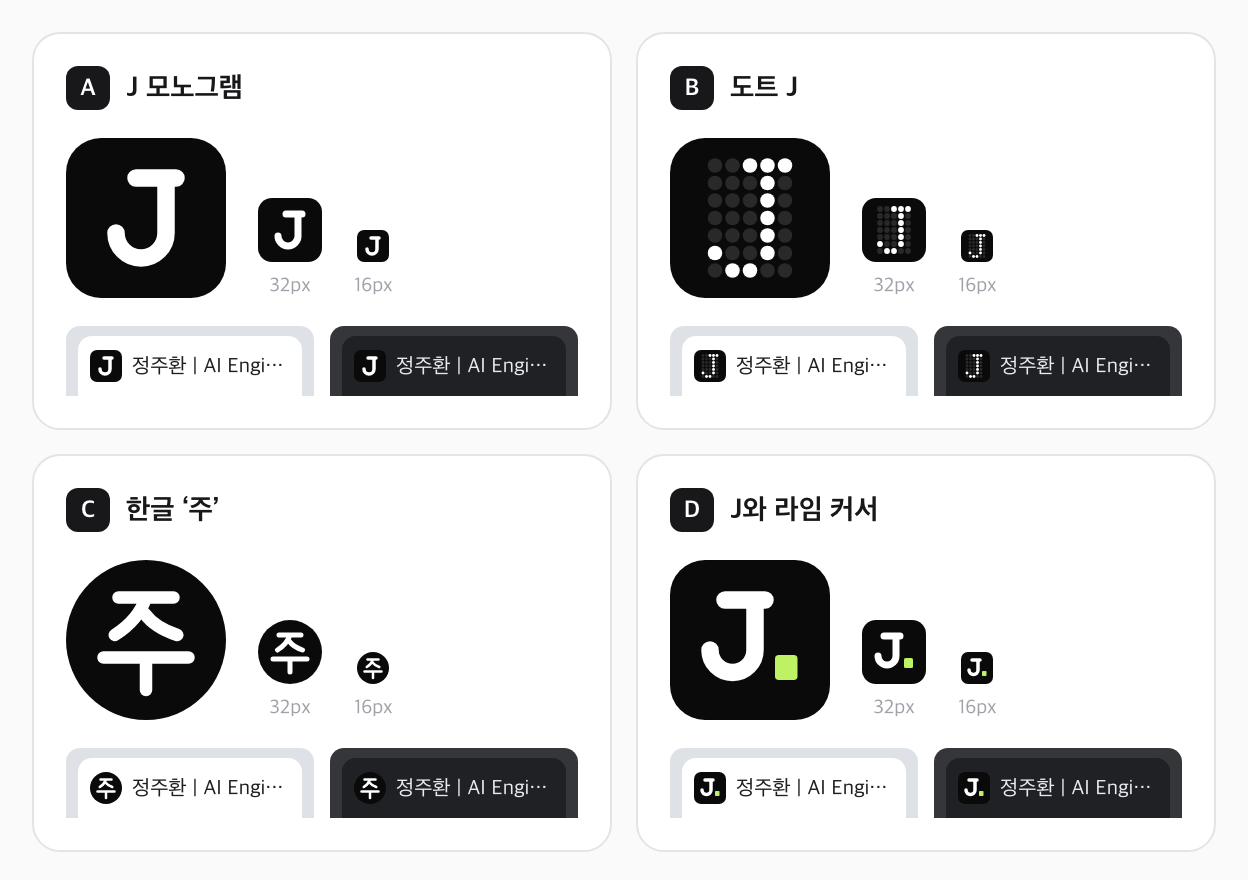 A J 모노그램
J J J
32px 16px
J 정주환 | AI Engi⋯ J 정주환 | AI Engi⋯
B 도트 J
J J J
32px 16px
J 정주환 | AI Engi⋯ J 정주환 | AI Engi⋯
C 한글 ‘주’
주 주 주
32px 16px
주 정주환 | AI Engi⋯ 주 정주환 | AI Engi⋯
D J와 라임 커서
J. J. J.
32px 16px
J. 정주환 | AI Engi⋯ J. 정주환 | AI Engi⋯